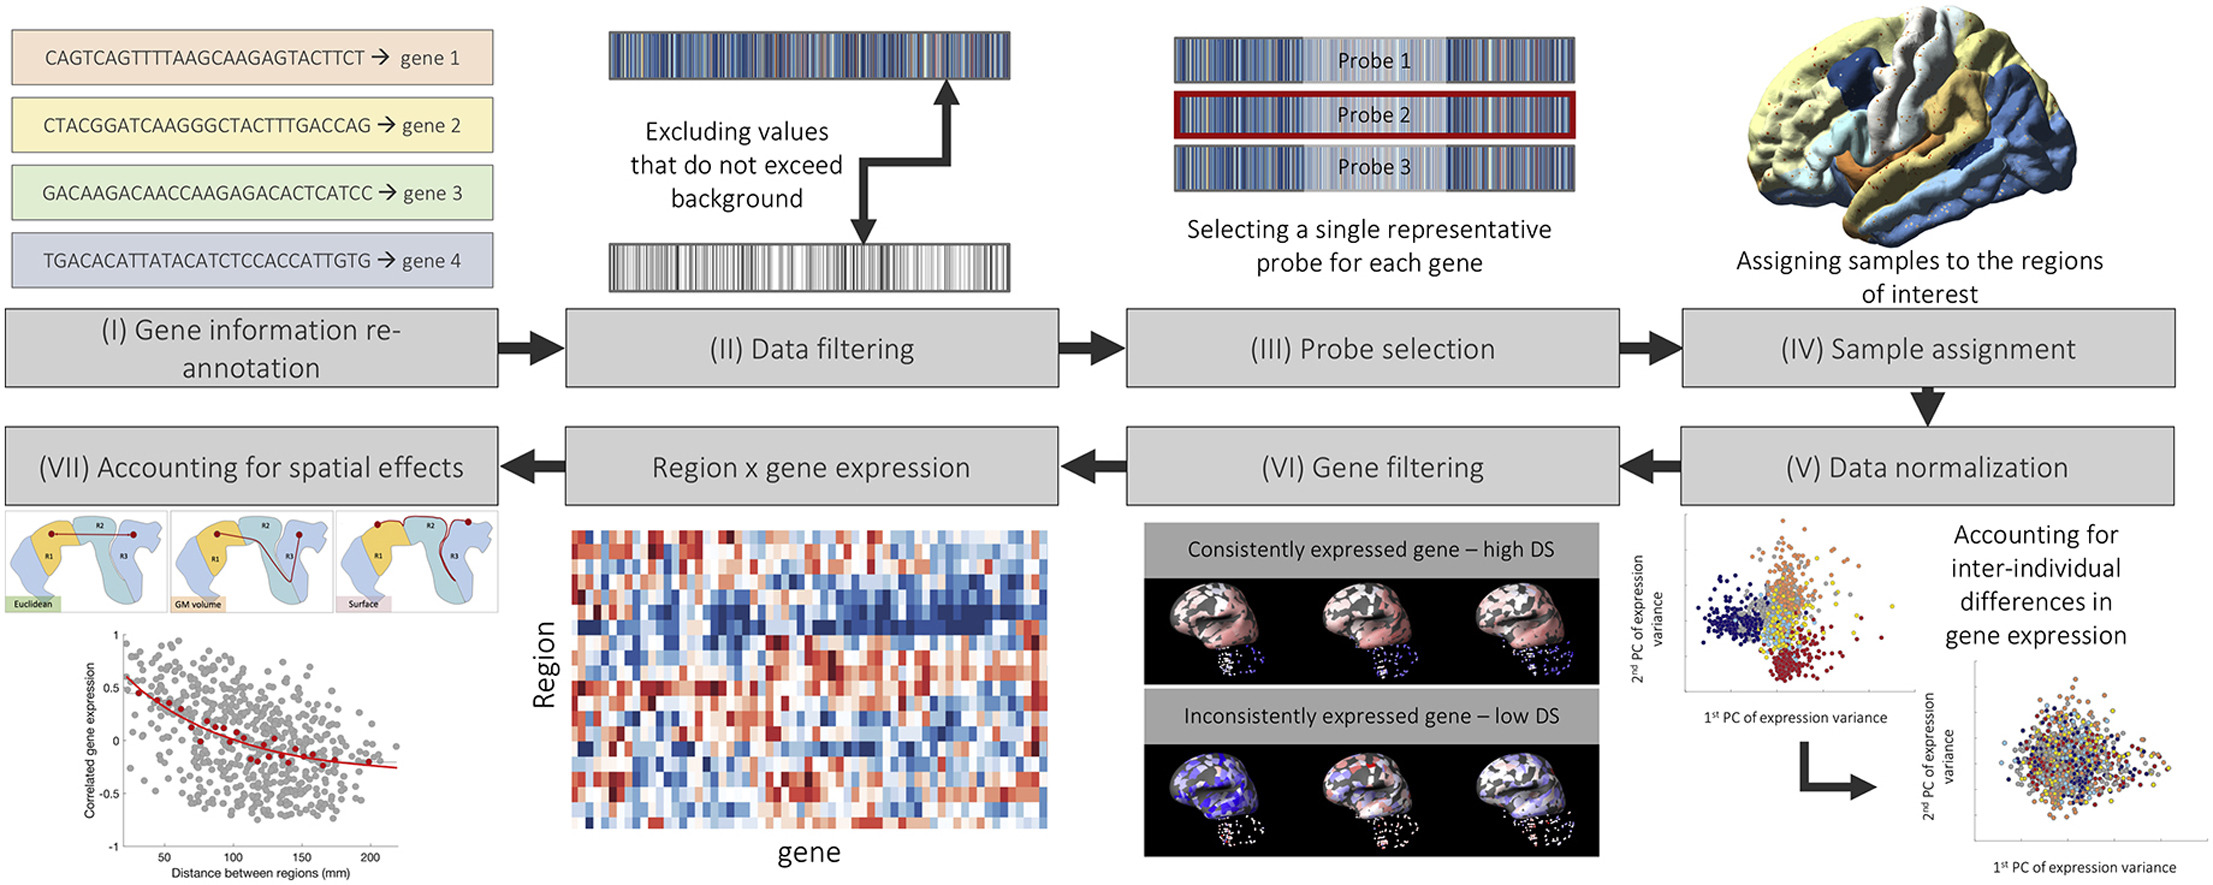 CAGTCAGTTTTAAGCAAGAGTACTTCT → gene 1
CTACGGATCAAGGGCTACTTTGACCAG → gene 2
GACAAGACAACCAAGAGACACTCATCC → gene 3
TGACACATTATACATCTCCACCATTGTG → gene 4
(I) Gene information re-
annotation
Excluding values
that do not exceed
background
(II) Data filtering
Probe 1
Probe 2
Probe 3
Selecting a single representative
probe for each gene
(III) Probe selection
Assigning samples to the regions
of interest
(IV) Sample assignment
(V) Data normalization
2nd PC of expression
variance
1st PC of expression variance
Accounting for
inter-individual
differences in
gene expression
2nd PC of expression
variance
1st PC of expression variance
(VI) Gene filtering
Consistently expressed gene – high DS
Inconsistently expressed gene – low DS
Region x gene expression
Region
gene
(VII) Accounting for spatial effects
R1
R2
R3
Euclidean
R1
R2
R3
GM volume
R1
R2
R3
Surface
Correlated gene expression
1
0.5
0
-0.5
-1
50 100 150 200
Distance between regions (mm)